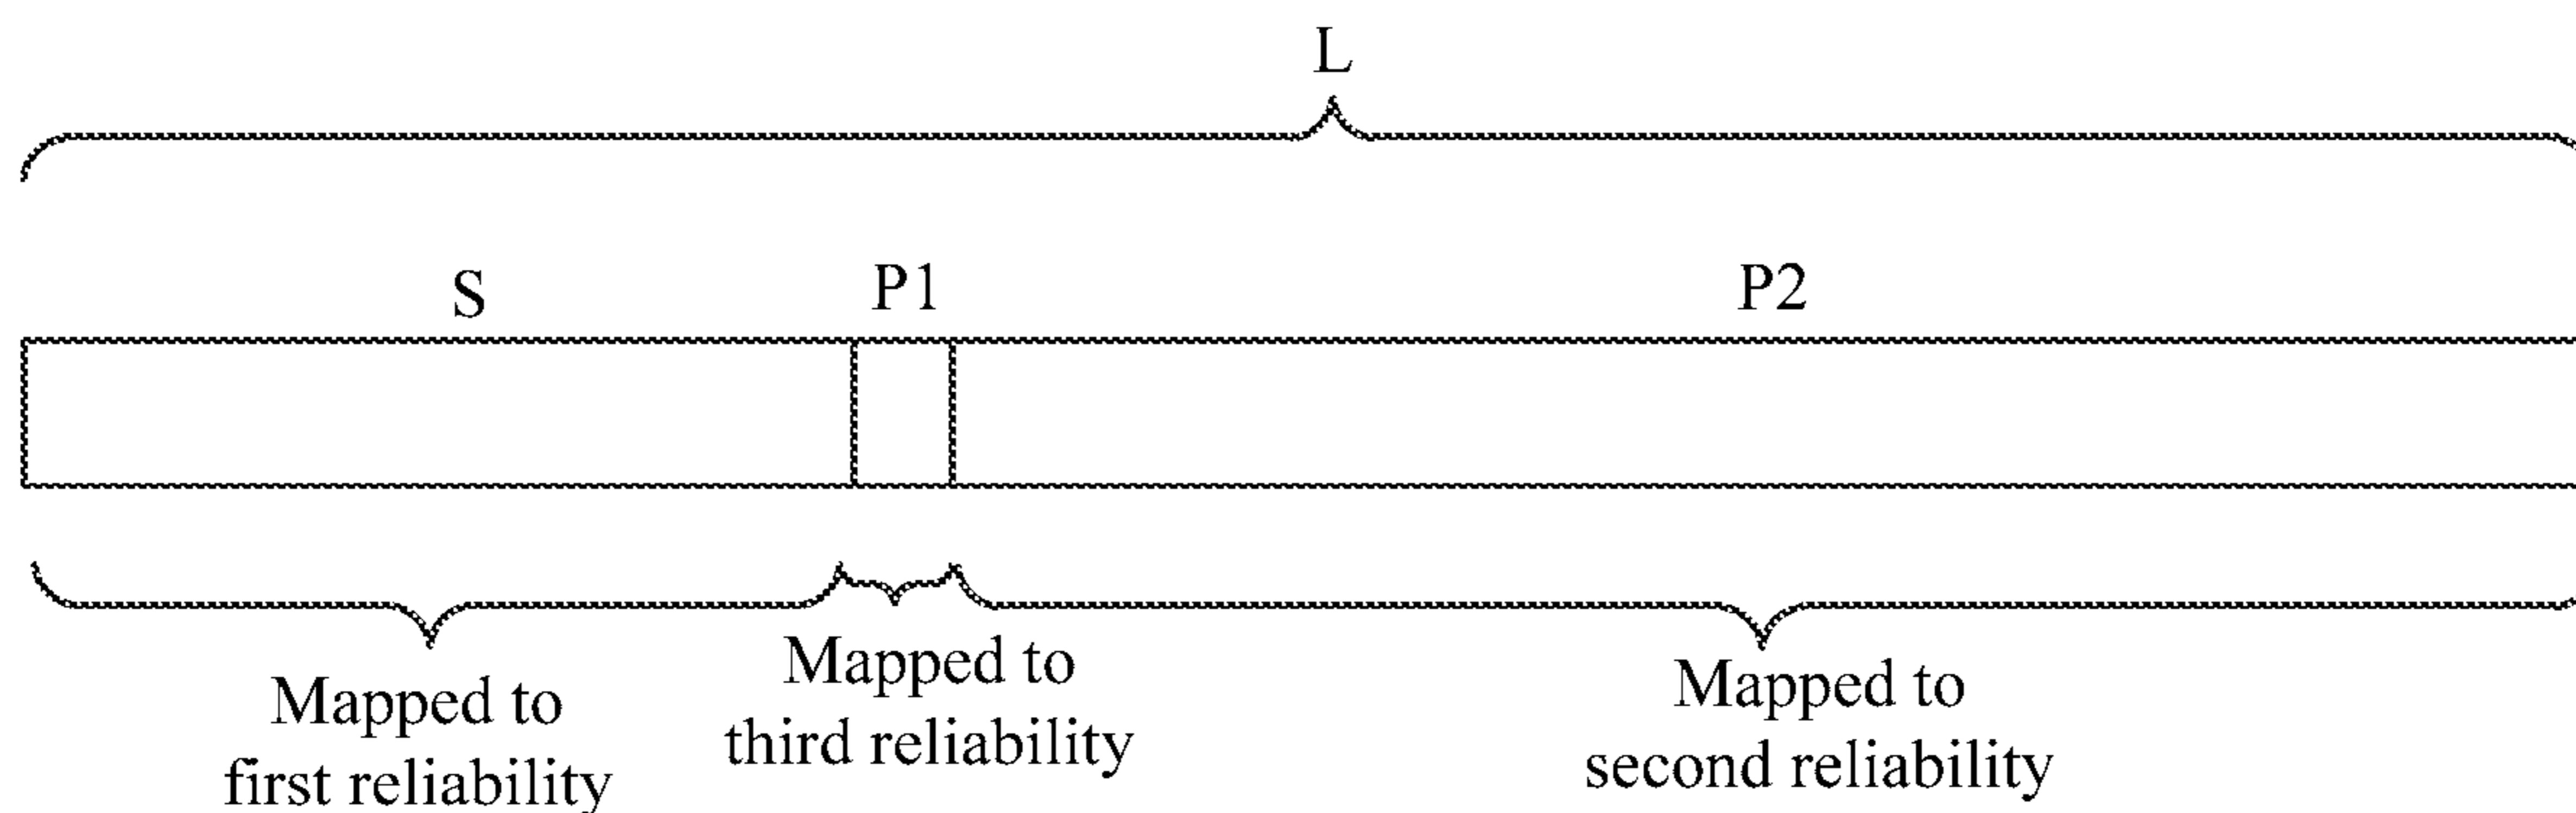 L
S
P1
P2
Mapped to
first reliability
Mapped to
third reliability
Mapped to
second reliability